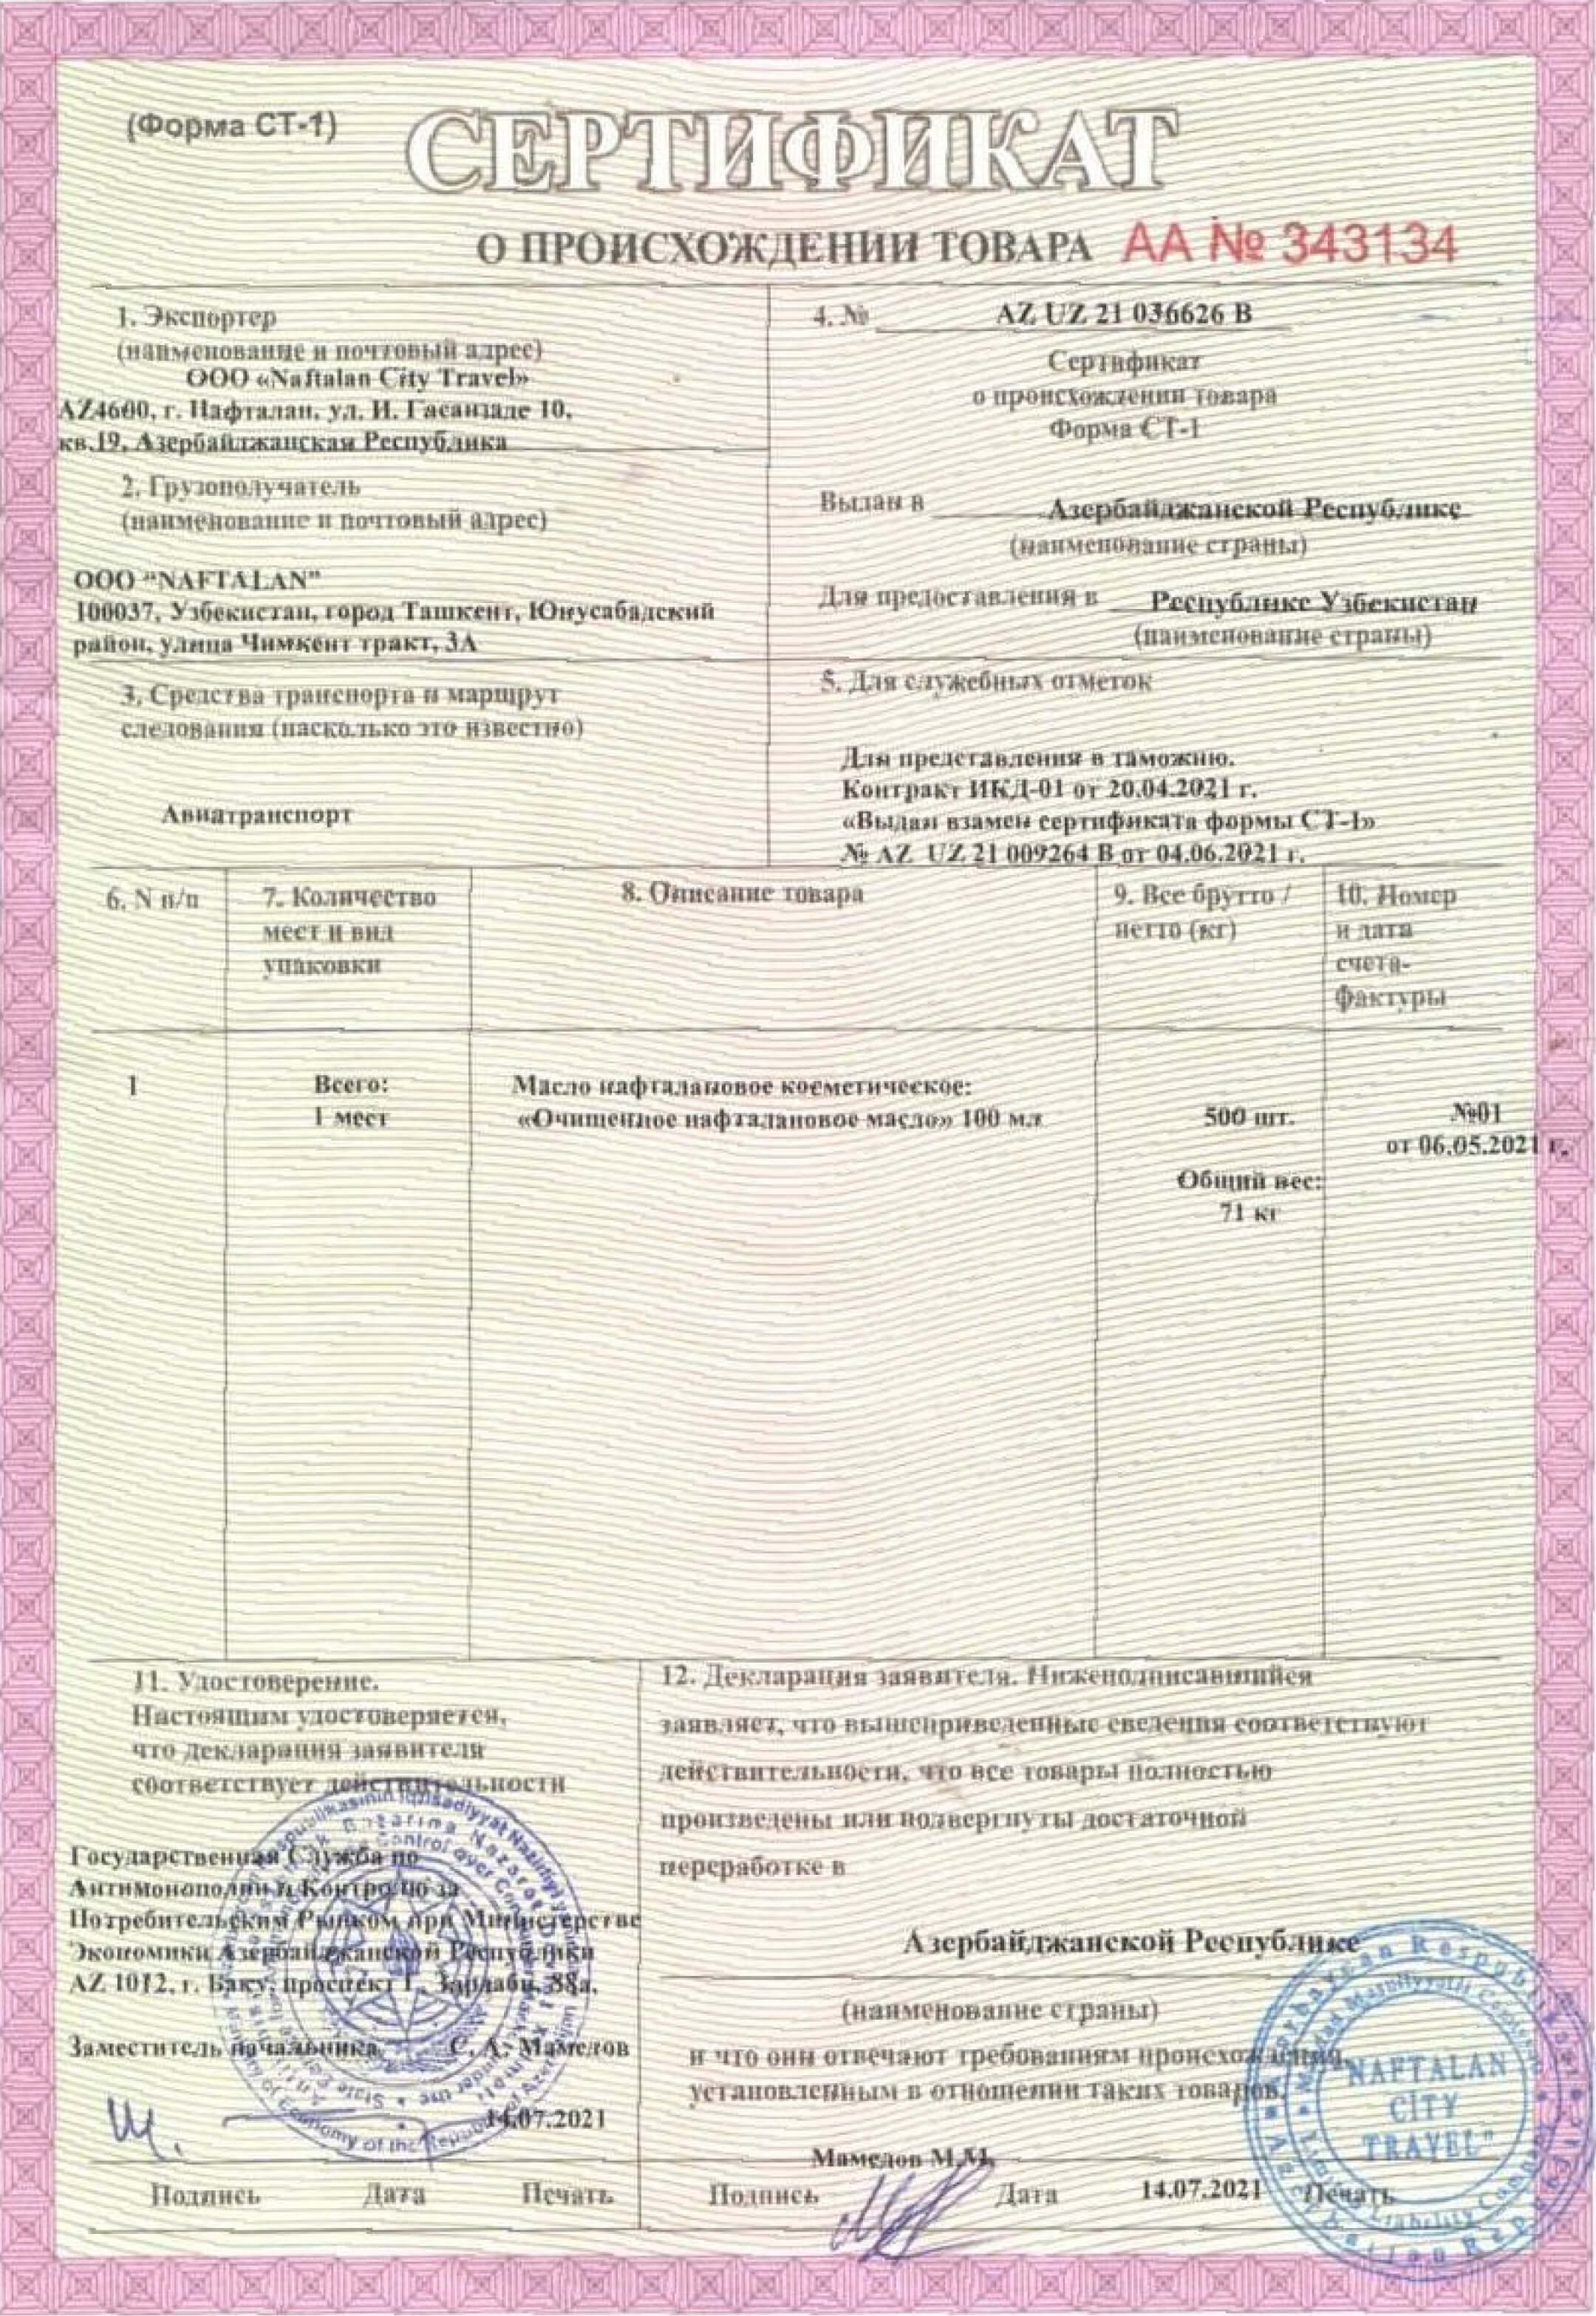 (Форма СТ-1)
СЕРТИФИКАТ
О ПРОИСХОЖДЕНИИ ТОВАРА АА № 343134
1. Экспортер
(наименование и почтовый адрес)
ООО «Naftalan City Travel»
AZ4600, г. Нафталан, ул. И. Гасанзаде 10,
кв.19, Азербайджанская Республика
2. Грузополучатель
(наименование и почтовый адрес)
ООО “NAFTALAN”
100037, Узбекистан, город Ташкент, Юнусабадский
район, улица Чимкент тракт, 3А
3. Средства транспорта и маршрут
следования (насколько это известно)
Авиатранспорт
4. № AZ UZ 21 036626 В
Сертификат
о происхождении товара
Форма СТ-1
Выдан в Азербайджанской Республике
(наименование страны)
Для предоставления в Республике Узбекистан
(наименование страны)
5. Для служебных отметок
Для представления в таможню.
Контракт ИКД-01 от 20.04.2021 г.
«Выдан взамен сертификата формы СТ-1»
№ AZ UZ 21 009264 В от 04.06.2021 г.
6. N п/п
7. Количество
мест и вид
упаковки
8. Описание товара
9. Все брутто /
нетто (кг)
10. Номер
и дата
счета-
фактуры
1
Всего:
1 мест
Масло нафталановое косметическое:
«Очищенное нафталановое масло» 100 мл
500 шт.
Общий вес:
71 кг
№01
от 06.05.2021 г.
11. Удостоверение.
Настоящим удостоверяется,
что декларация заявителя
соответствует действительности
Государственная Служба по
Антимонополии и Контролю за
Потребительским Рынком при Министерстве
Экономики Азербайджанской Республики
AZ 1012, г. Баку, проспект Г. Зардаби, 88а,
Заместитель начальника С. А. Мамедов
14.07.2021
Подпись Дата Печать
12. Декларация заявителя. Нижеподписавшийся
заявляет, что вышеприведенные сведения соответствуют
действительности, что все товары полностью
произведены или подвергнуты достаточной
переработке в
Азербайджанской Республике
(наименование страны)
и что они отвечают требованиям происхождения,
установленным в отношении таких товаров.
Мамедов М.М.
Подпись Дата 14.07.2021 Печать
"NAFTALAN
CİTY
TRAVEL"